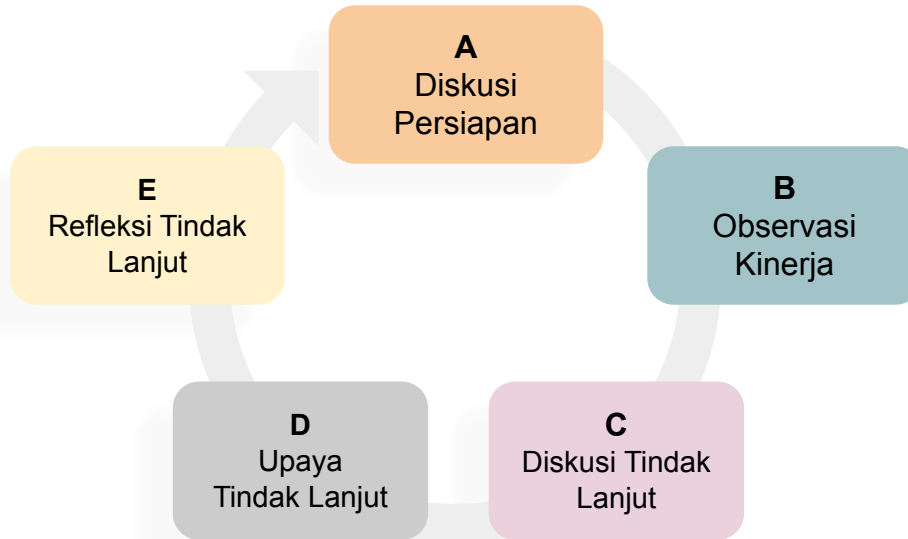 A
Diskusi
Persiapan
B
Observasi
Kinerja
C
Diskusi Tindak
Lanjut
D
Upaya
Tindak Lanjut
E
Refleksi Tindak
Lanjut